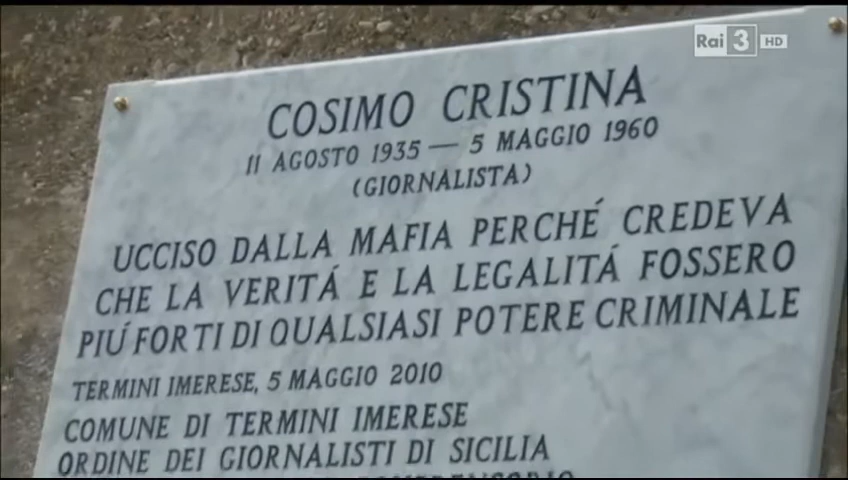 Rai 3 HD
COSIMO CRISTINA
11 AGOSTO 1935 — 5 MAGGIO 1960
(GIORNALISTA)
UCCISO DALLA MAFIA PERCHÉ CREDEVA
CHE LA VERITÁ E LA LEGALITÁ FOSSERO
PIÚ FORTI DI QUALSIASI POTERE CRIMINALE
TERMINI IMERESE, 5 MAGGIO 2010
COMUNE DI TERMINI IMERESE
ORDINE DEI GIORNALISTI DI SICILIA